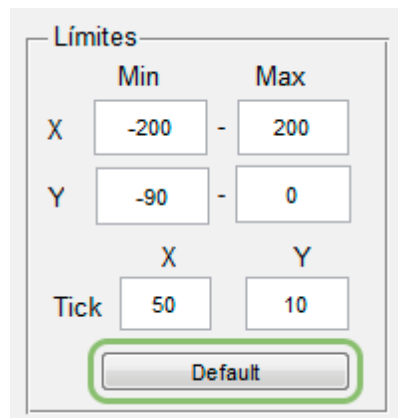 Límites
Min Max
X -200 - 200
Y -90 - 0
X Y
Tick 50 10
Default